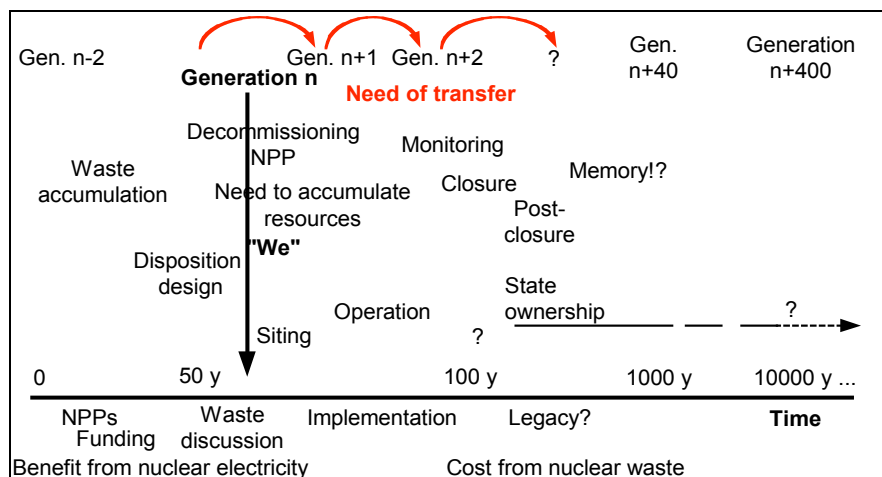 Gen. n-2
Generation n
Gen. n+1
Gen. n+2
?
Gen.
n+40
Generation
n+400
Need of transfer
Decommissioning
NPP
Monitoring
Waste
accumulation
Need to accumulate
resources
Closure
Memory!?
Post-
closure
"We"
Disposition
design
State
ownership
Operation
Siting
?
?
0
50 y
100 y
1000 y
10000 y ...
NPPs
Funding
Waste
discussion
Implementation
Legacy?
Time
Benefit from nuclear electricity
Cost from nuclear waste